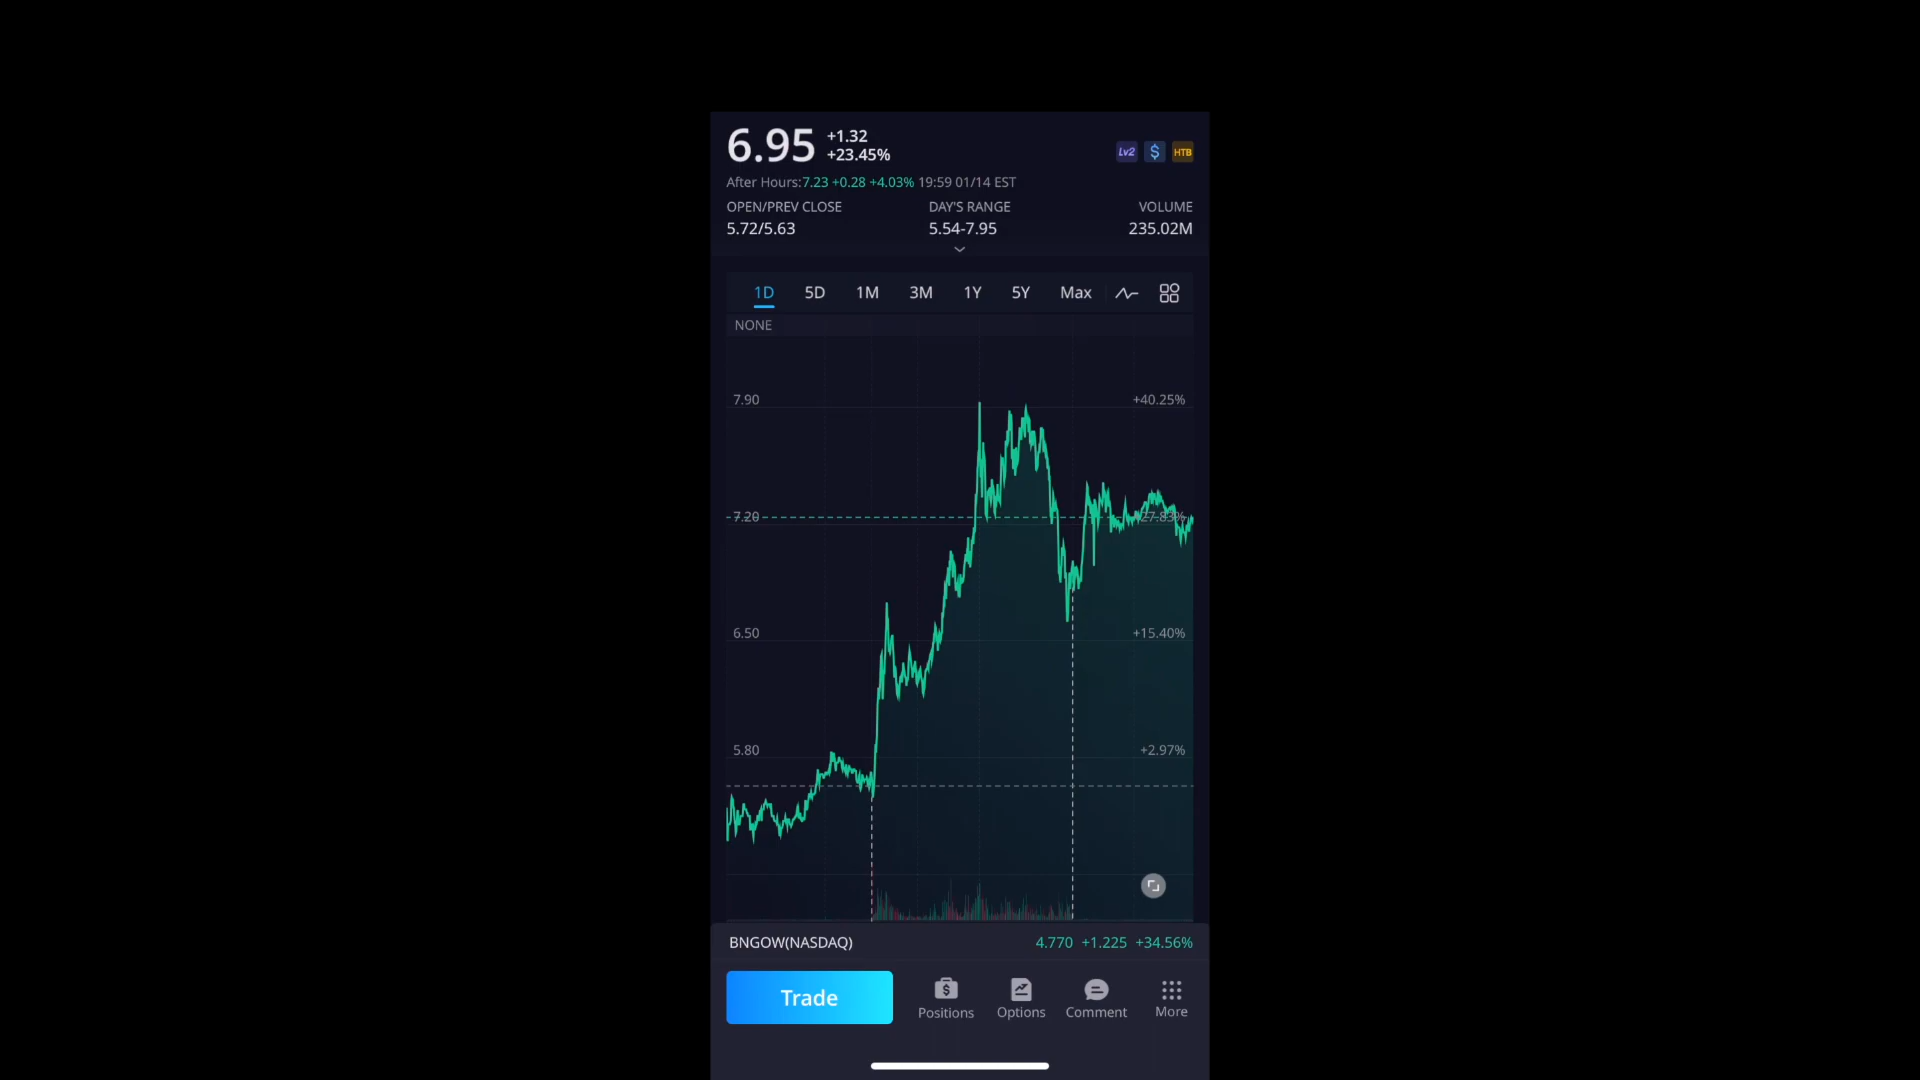 6.95 +1.32
+23.45%
Lv2 $ HTB
After Hours:7.23 +0.28 +4.03% 19:59 01/14 EST
OPEN/PREV CLOSE DAY'S RANGE VOLUME
5.72/5.63 5.54-7.95 235.02M
1D 5D 1M 3M 1Y 5Y Max
NONE
7.90 +40.25%
7.20 +27.83%
6.50 +15.40%
5.80 +2.97%
BNGOW(NASDAQ) 4.770 +1.225 +34.56%
Trade
Positions Options Comment More